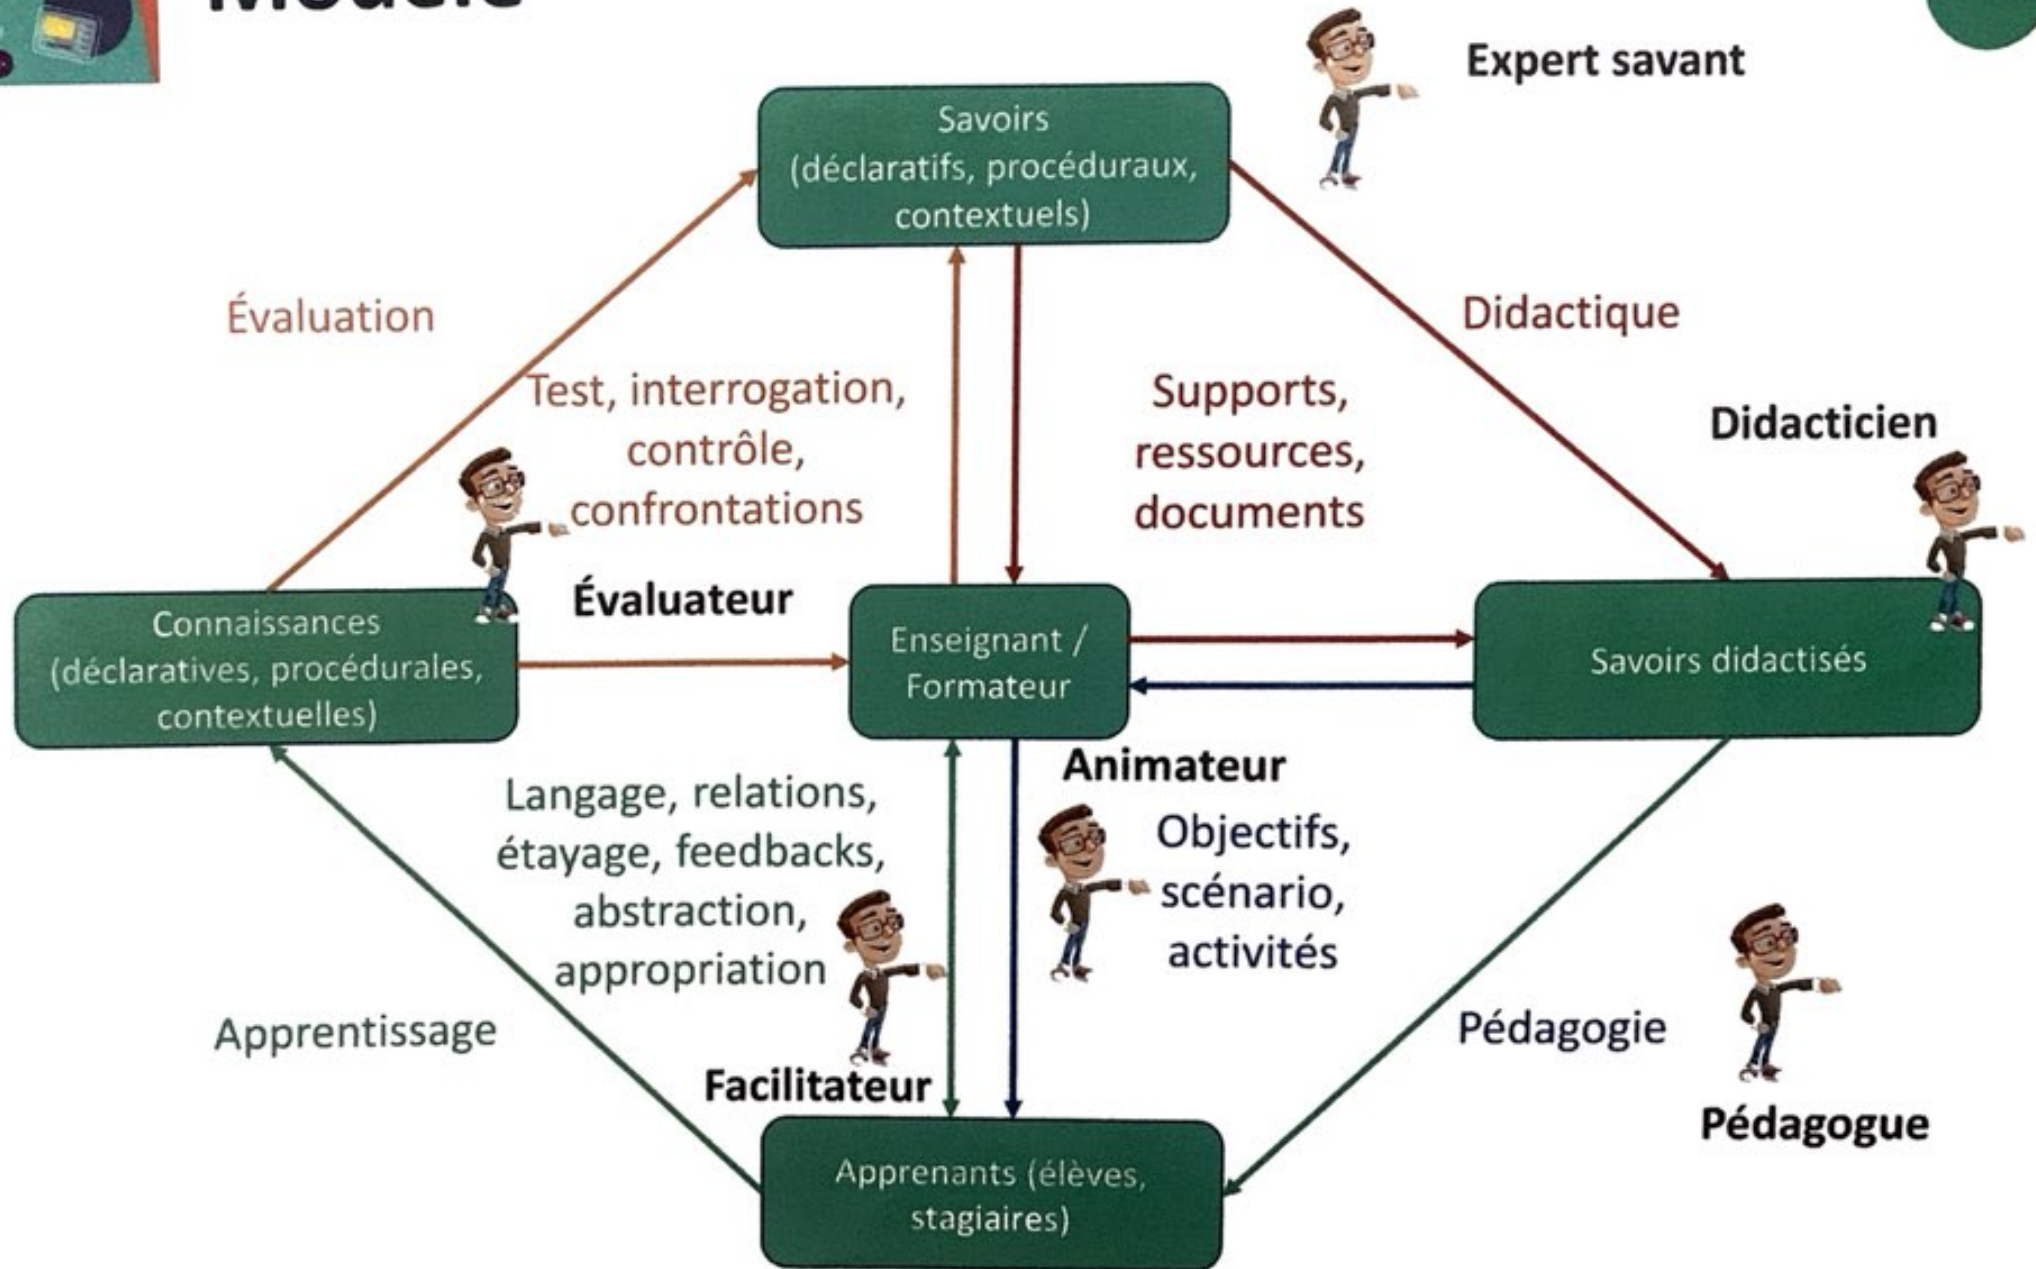 Modèle
Expert savant
Savoirs
(déclaratifs, procéduraux,
contextuels)
Évaluation
Didactique
Test, interrogation,
contrôle,
confrontations
Supports,
ressources,
documents
Didacticien
Évaluateur
Connaissances
(déclaratives, procédurales,
contextuelles)
Enseignant /
Formateur
Savoirs didactisés
Animateur
Langage, relations,
étayage, feedbacks,
abstraction,
appropriation
Objectifs,
scénario,
activités
Apprentissage
Pédagogie
Facilitateur
Pédagogue
Apprenants (élèves,
stagiaires)